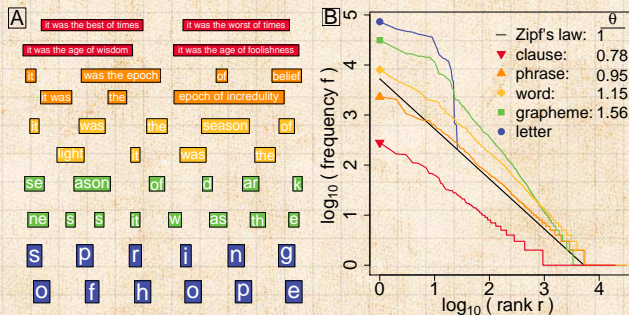 A
it was the best of times it was the worst of times
it was the age of wisdom it was the age of foolishness
it was the epoch of belief
it was the epoch of incredulity
it was the season of
light it was the
se ason of d ar k
ne s s it w as th e
s p r i n g
o f h o p e
B
θ
Zipf's law: 1
clause: 0.78
phrase: 0.95
word: 1.15
grapheme: 1.56
letter
log10 ( frequency f )
5
4
3
2
1
0
0 1 2 3 4
log10 ( rank r )